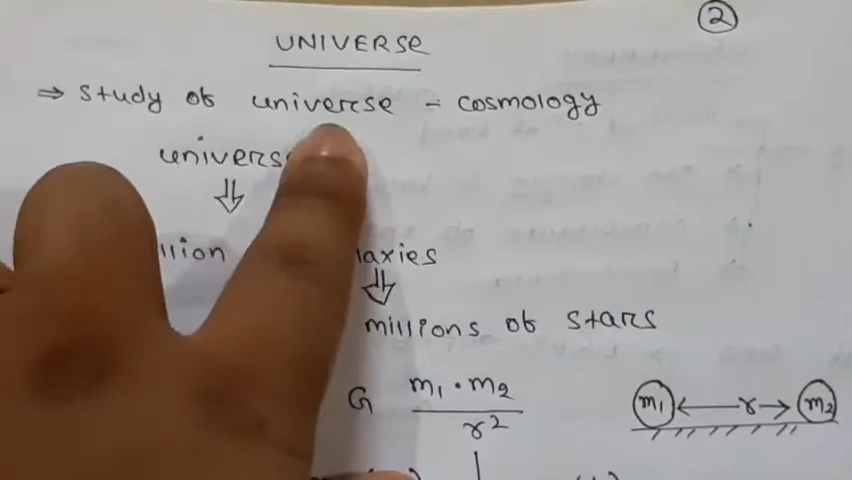 ②
UNIVERSE
⇒ Study of universe - cosmology
univers
⇓
llion laxies
⇓
millions of stars
G m₁ · m₂ / r²
m₁ ← r → m₂